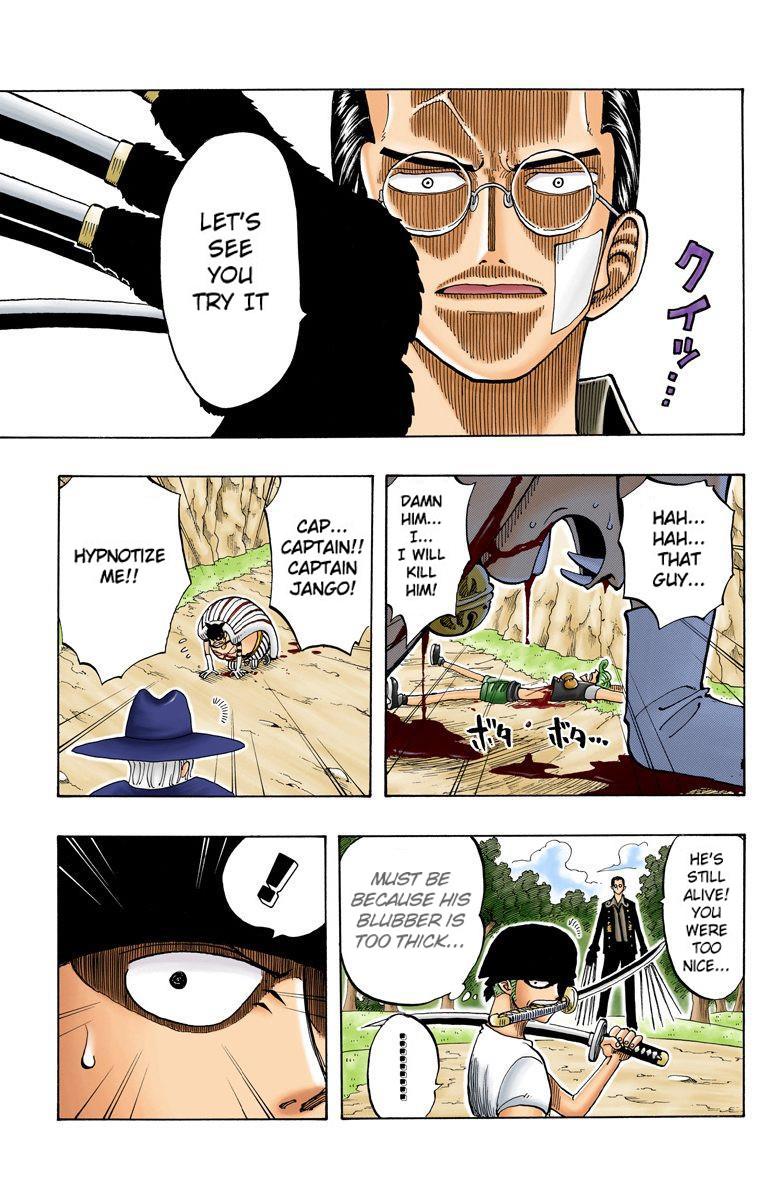 LET'S
SEE
YOU
TRY IT
クイッ…
HAH...
HAH...
THAT
GUY...
DAMN
HIM...
I...
I WILL
KILL
HIM!
ボタ・ボタ…
CAP...
CAPTAIN!!
CAPTAIN
JANGO!
HYPNOTIZE
ME!!
HE'S
STILL
ALIVE!
YOU
WERE
TOO
NICE...
MUST BE
BECAUSE HIS
BLUBBER IS
TOO THICK...
.........
!